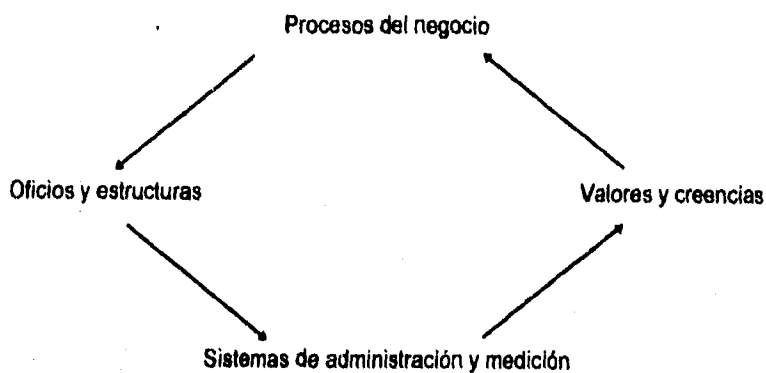 Procesos del negocio
Oficios y estructuras
Valores y creencias
Sistemas de administración y medición